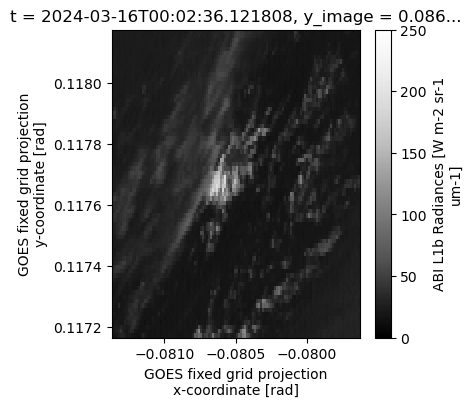 t = 2024-03-16T00:02:36.121808, y_image = 0.086...
0.1180
0.1178
0.1176
0.1174
0.1172
GOES fixed grid projection
y-coordinate [rad]
−0.0810
−0.0805
−0.0800
GOES fixed grid projection
x-coordinate [rad]
250
200
150
100
50
0
ABI L1b Radiances [W m-2 sr-1
um-1]